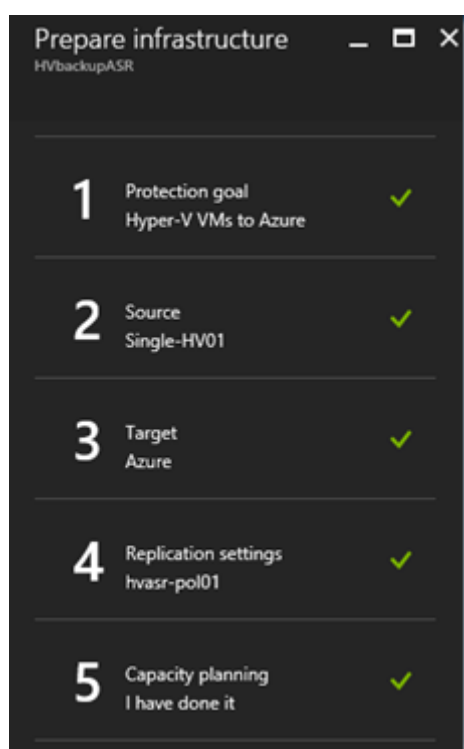 Prepare infrastructure
HVbackupASR
1
Protection goal
Hyper-V VMs to Azure
2
Source
Single-HV01
3
Target
Azure
4
Replication settings
hvasr-pol01
5
Capacity planning
I have done it